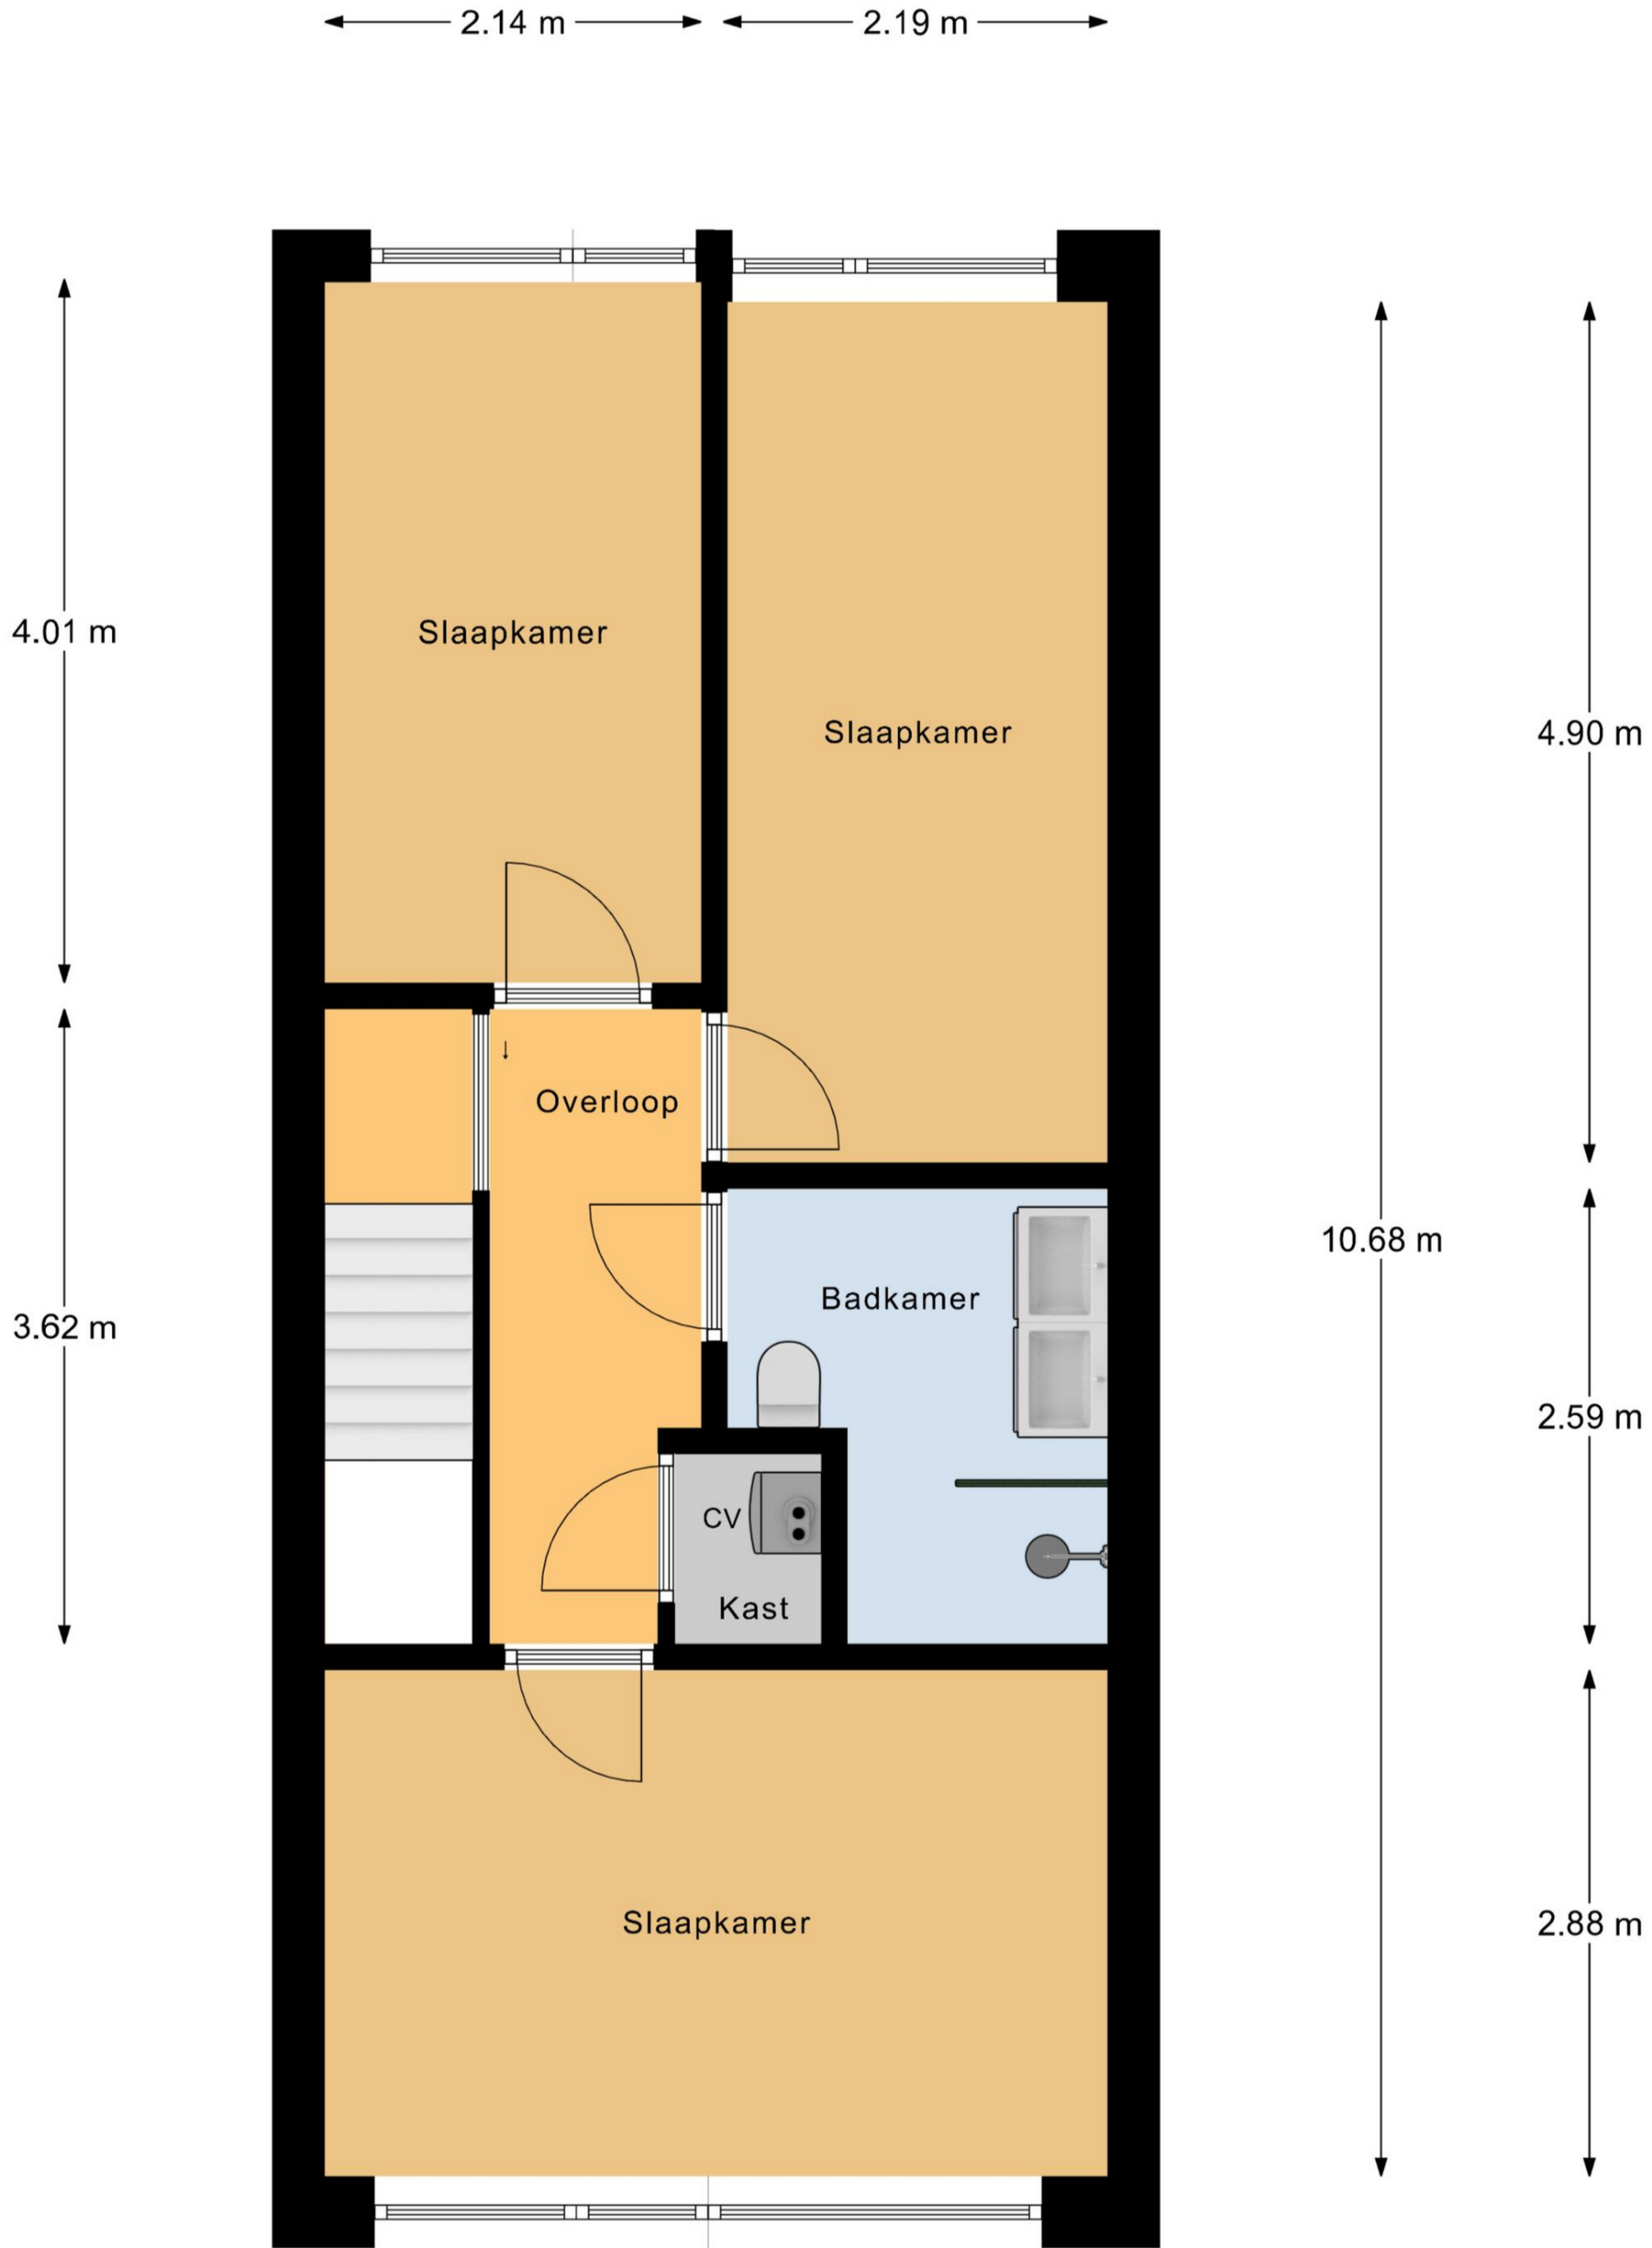 2.14 m
2.19 m
4.01 m
Slaapkamer
Slaapkamer
4.90 m
Overloop
10.68 m
Badkamer
3.62 m
2.59 m
CV
Kast
Slaapkamer
2.88 m